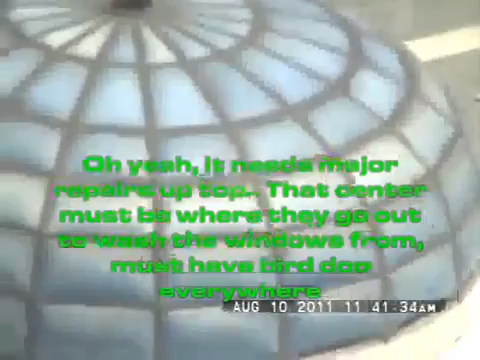 Oh yeah, it needs major
repairs up top.. That center
must be where they go out
to wash the windows from,
must have bird doo
everywhere
AUG 10 2011 11 41-34AM